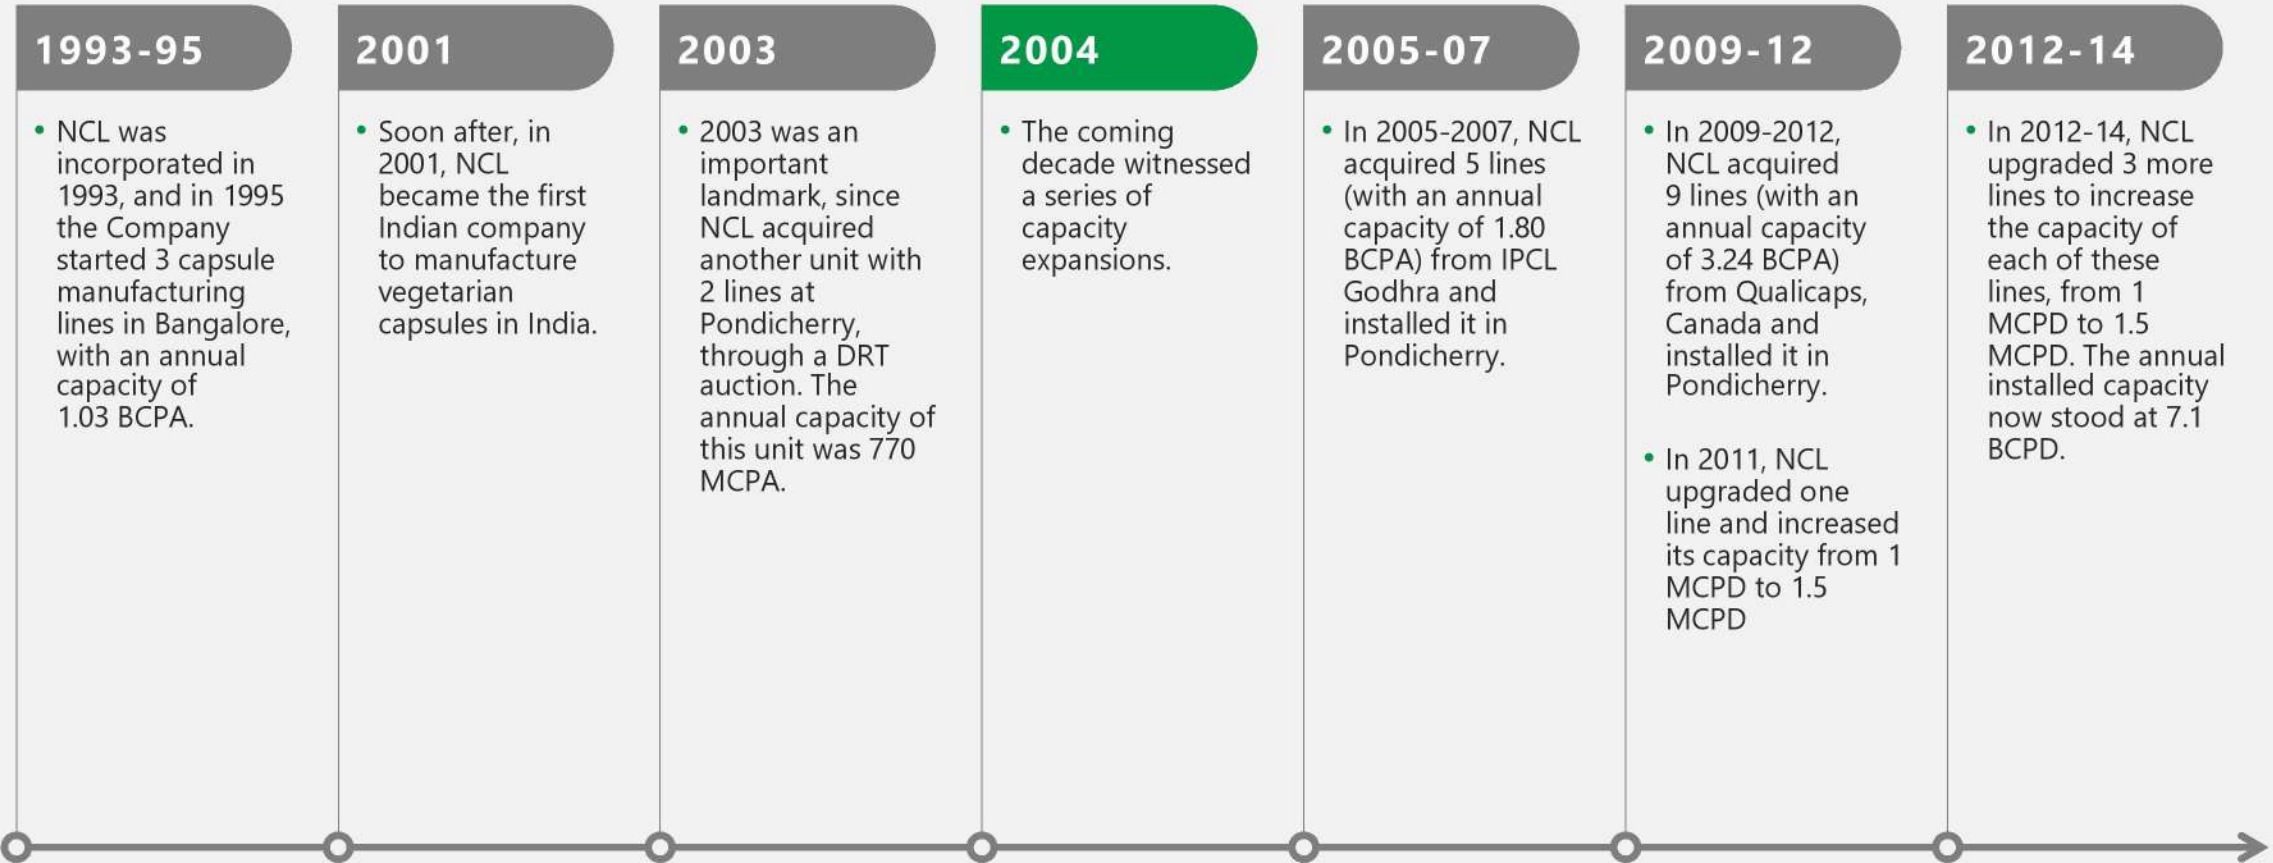 1993-95
• NCL was
incorporated in
1993, and in 1995
the Company
started 3 capsule
manufacturing
lines in Bangalore,
with an annual
capacity of
1.03 BCPA.
2001
• Soon after, in
2001, NCL
became the first
Indian company
to manufacture
vegetarian
capsules in India.
2003
• 2003 was an
important
landmark, since
NCL acquired
another unit with
2 lines at
Pondicherry,
through a DRT
auction. The
annual capacity of
this unit was 770
MCPA.
2004
• The coming
decade witnessed
a series of
capacity
expansions.
2005-07
• In 2005-2007, NCL
acquired 5 lines
(with an annual
capacity of 1.80
BCPA) from IPCL
Godhra and
installed it in
Pondicherry.
2009-12
• In 2009-2012,
NCL acquired
9 lines (with an
annual capacity
of 3.24 BCPA)
from Qualicaps,
Canada and
installed it in
Pondicherry.
• In 2011, NCL
upgraded one
line and increased
its capacity from 1
MCPD to 1.5
MCPD
2012-14
• In 2012-14, NCL
upgraded 3 more
lines to increase
the capacity of
each of these
lines, from 1
MCPD to 1.5
MCPD. The annual
installed capacity
now stood at 7.1
BCPD.